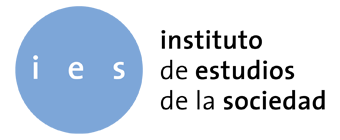 i e s
instituto
de estudios
de la sociedad